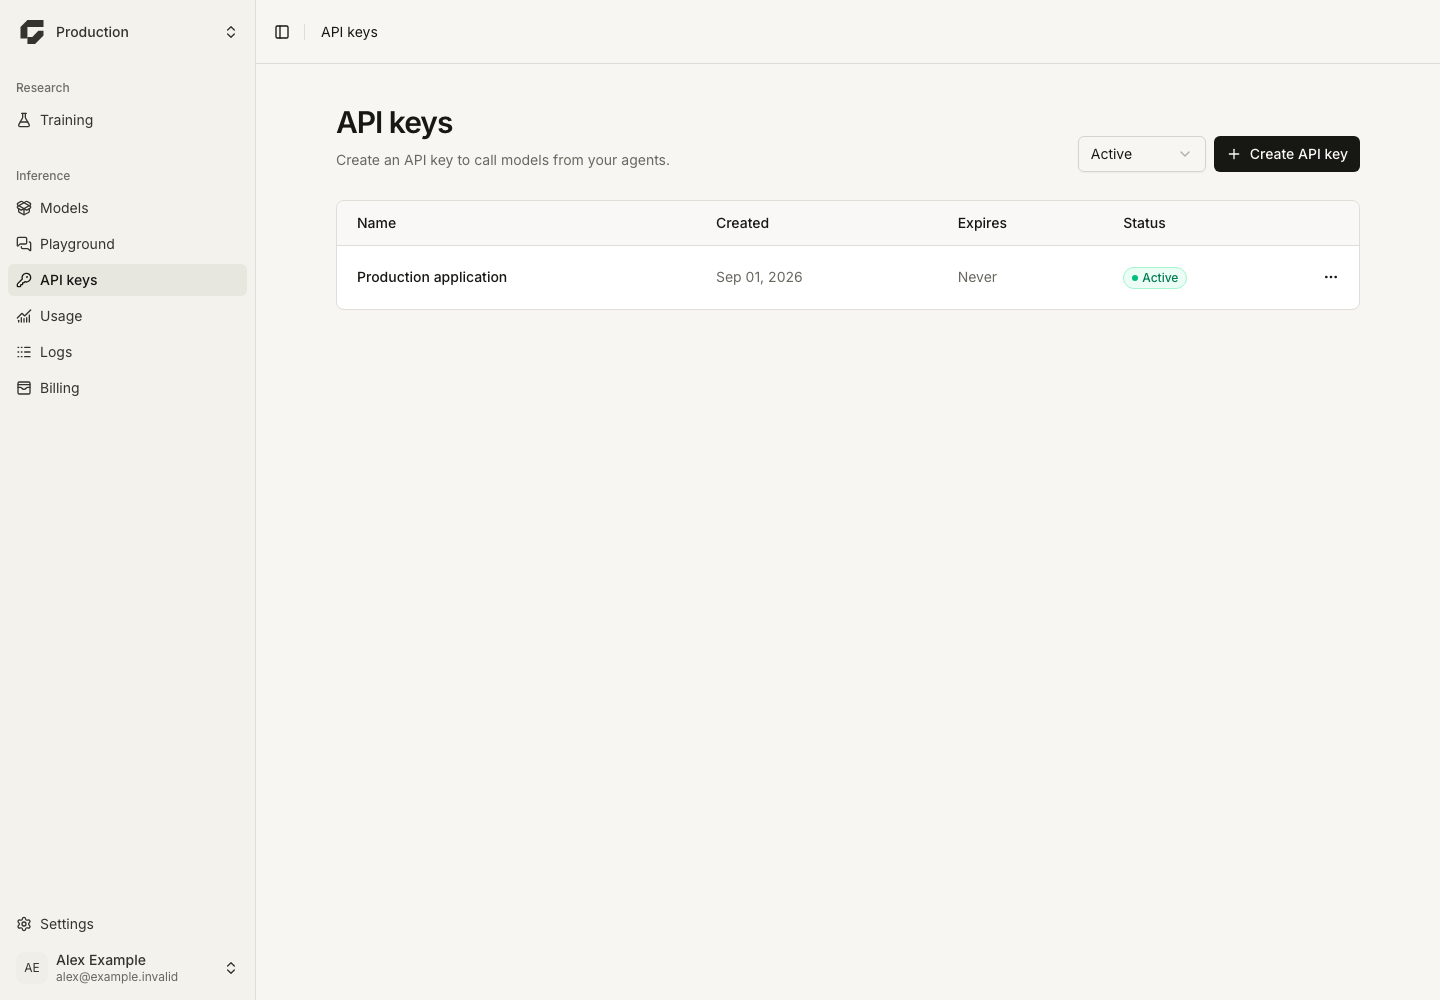 Production
Research
Training
Inference
Models
Playground
API keys
Usage
Logs
Billing
Settings
AE
Alex Example
alex@example.invalid
API keys
API keys
Create an API key to call models from your agents.
Active
Create API key
Name Created Expires Status
Production application Sep 01, 2026 Never Active